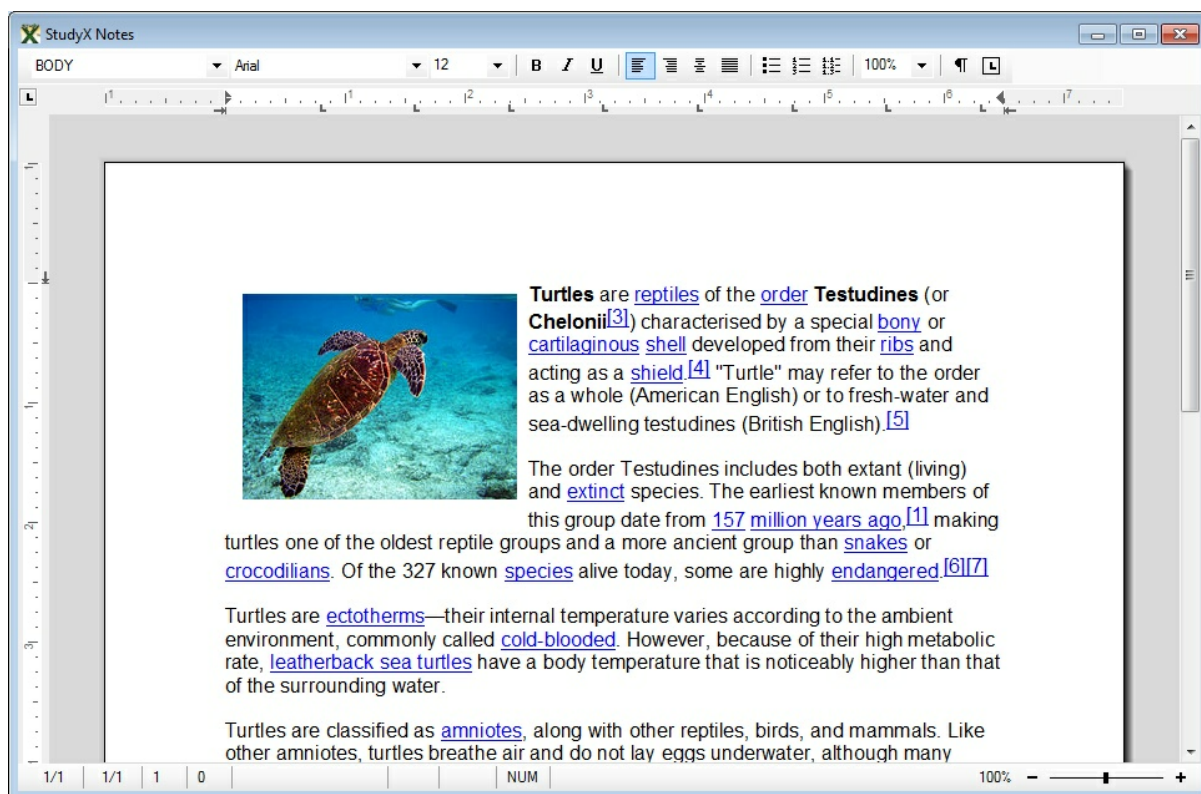 StudyX Notes
BODY Arial 12 B I U 100% ¶ L
L 1 1 2 3 4 5 6 7
Turtles are reptiles of the order Testudines (or
Chelonii[3]) characterised by a special bony or
cartilaginous shell developed from their ribs and
acting as a shield.[4] "Turtle" may refer to the order
as a whole (American English) or to fresh-water and
sea-dwelling testudines (British English).[5]
The order Testudines includes both extant (living)
and extinct species. The earliest known members of
this group date from 157 million years ago,[1] making
turtles one of the oldest reptile groups and a more ancient group than snakes or
crocodilians. Of the 327 known species alive today, some are highly endangered.[6][7]
Turtles are ectotherms—their internal temperature varies according to the ambient
environment, commonly called cold-blooded. However, because of their high metabolic
rate, leatherback sea turtles have a body temperature that is noticeably higher than that
of the surrounding water.
Turtles are classified as amniotes, along with other reptiles, birds, and mammals. Like
other amniotes, turtles breathe air and do not lay eggs underwater, although many
1/1 1/1 1 0 NUM 100%